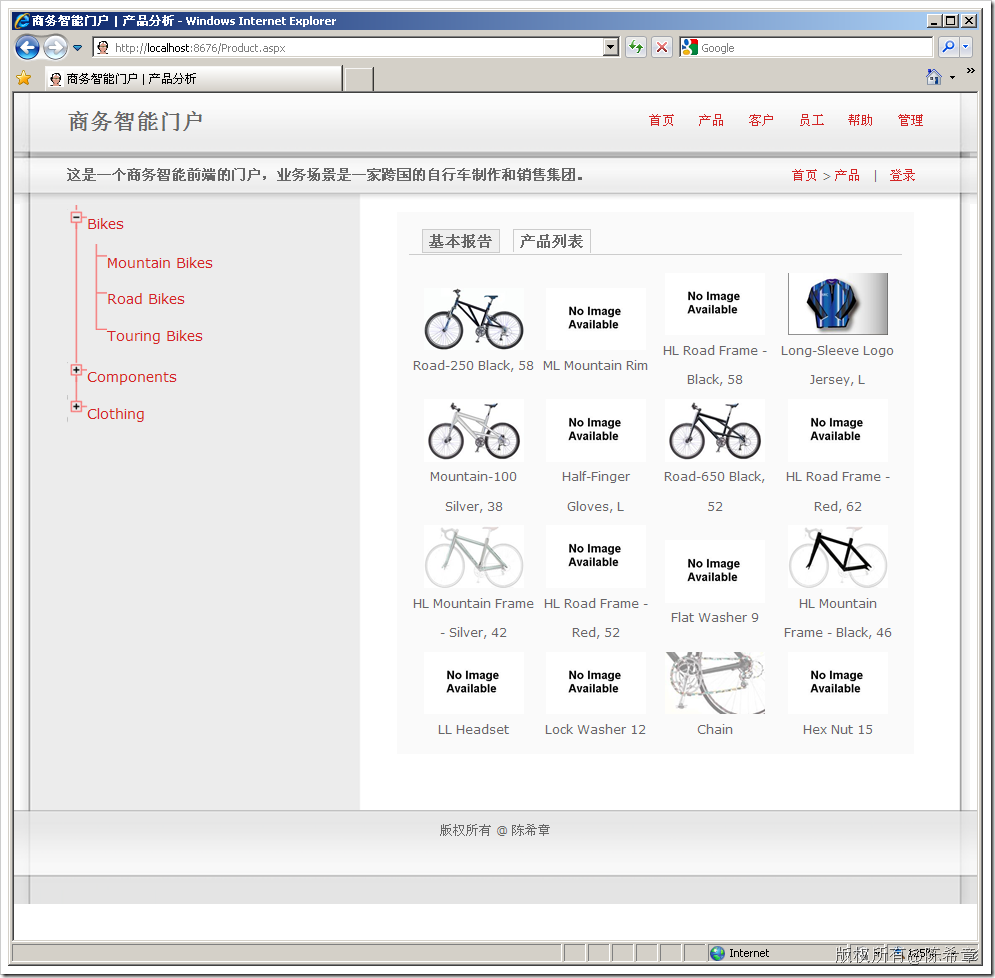 商务智能门户 | 产品分析 - Windows Internet Explorer
http://localhost:8676/Product.aspx
Google
商务智能门户 | 产品分析
商务智能门户
首页 产品 客户 员工 帮助 管理
这是一个商务智能前端的门户，业务场景是一家跨国的自行车制作和销售集团。
首页 > 产品 | 登录
Bikes
Mountain Bikes
Road Bikes
Touring Bikes
Components
Clothing
基本报告 产品列表
No Image
Available
No Image
Available
Road-250 Black, 58
ML Mountain Rim
HL Road Frame -
Black, 58
Long-Sleeve Logo
Jersey, L
No Image
Available
No Image
Available
Mountain-100
Silver, 38
Half-Finger
Gloves, L
Road-650 Black,
52
HL Road Frame -
Red, 62
No Image
Available
No Image
Available
HL Mountain Frame
- Silver, 42
HL Road Frame -
Red, 52
Flat Washer 9
HL Mountain
Frame - Black, 46
No Image
Available
No Image
Available
No Image
Available
LL Headset
Lock Washer 12
Chain
Hex Nut 15
版权所有 @ 陈希章
Internet
版权所有@陈希章